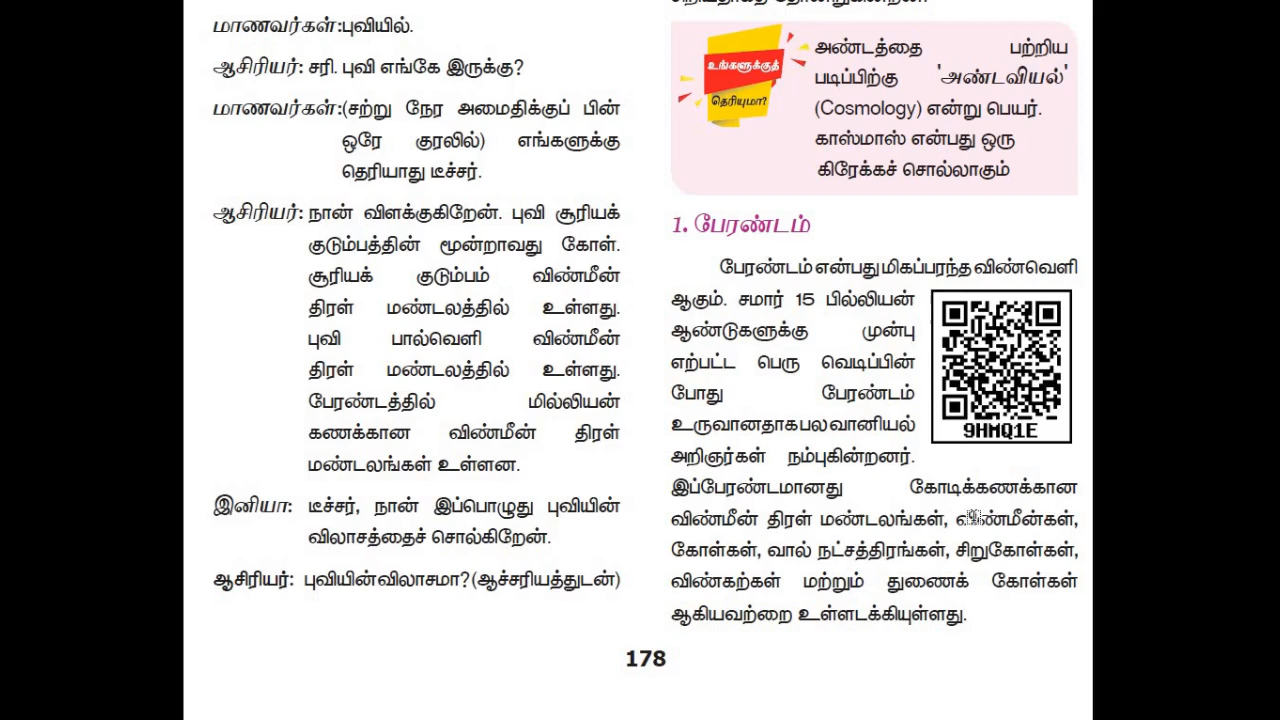 மாணவர்கள்:புவியில்.
ஆசிரியர்: சரி. புவி எங்கே இருக்கு?
மாணவர்கள்:(சற்று நேர அமைதிக்குப் பின்
ஒரே குரலில்) எங்களுக்கு
தெரியாது டீச்சர்.
ஆசிரியர்: நான் விளக்குகிறேன். புவி சூரியக்
குடும்பத்தின் மூன்றாவது கோள்.
சூரியக் குடும்பம் விண்மீன்
திரள் மண்டலத்தில் உள்ளது.
புவி பால்வெளி விண்மீன்
திரள் மண்டலத்தில் உள்ளது.
பேரண்டத்தில் மில்லியன்
கணக்கான விண்மீன் திரள்
மண்டலங்கள் உள்ளன.
இனியா: டீச்சர், நான் இப்பொழுது புவியின்
விலாசத்தைச் சொல்கிறேன்.
ஆசிரியர்: புவியின்விலாசமா?(ஆச்சரியத்துடன்)
உங்களுக்குத்
தெரியுமா?
அண்டத்தை பற்றிய
படிப்பிற்கு 'அண்டவியல்'
(Cosmology) என்று பெயர்.
காஸ்மாஸ் என்பது ஒரு
கிரேக்கச் சொல்லாகும்
1. பேரண்டம்
பேரண்டம் என்பது மிகப்பரந்த விண்வெளி
ஆகும். சமார் 15 பில்லியன்
ஆண்டுகளுக்கு முன்பு
எற்பட்ட பெரு வெடிப்பின்
போது பேரண்டம்
உருவானதாக பல வானியல்
அறிஞர்கள் நம்புகின்றனர்.
இப்பேரண்டமானது கோடிக்கணக்கான
விண்மீன் திரள் மண்டலங்கள், விண்மீன்கள்,
கோள்கள், வால் நட்சத்திரங்கள், சிறுகோள்கள்,
விண்கற்கள் மற்றும் துணைக் கோள்கள்
ஆகியவற்றை உள்ளடக்கியுள்ளது.
9HMQ1E
178